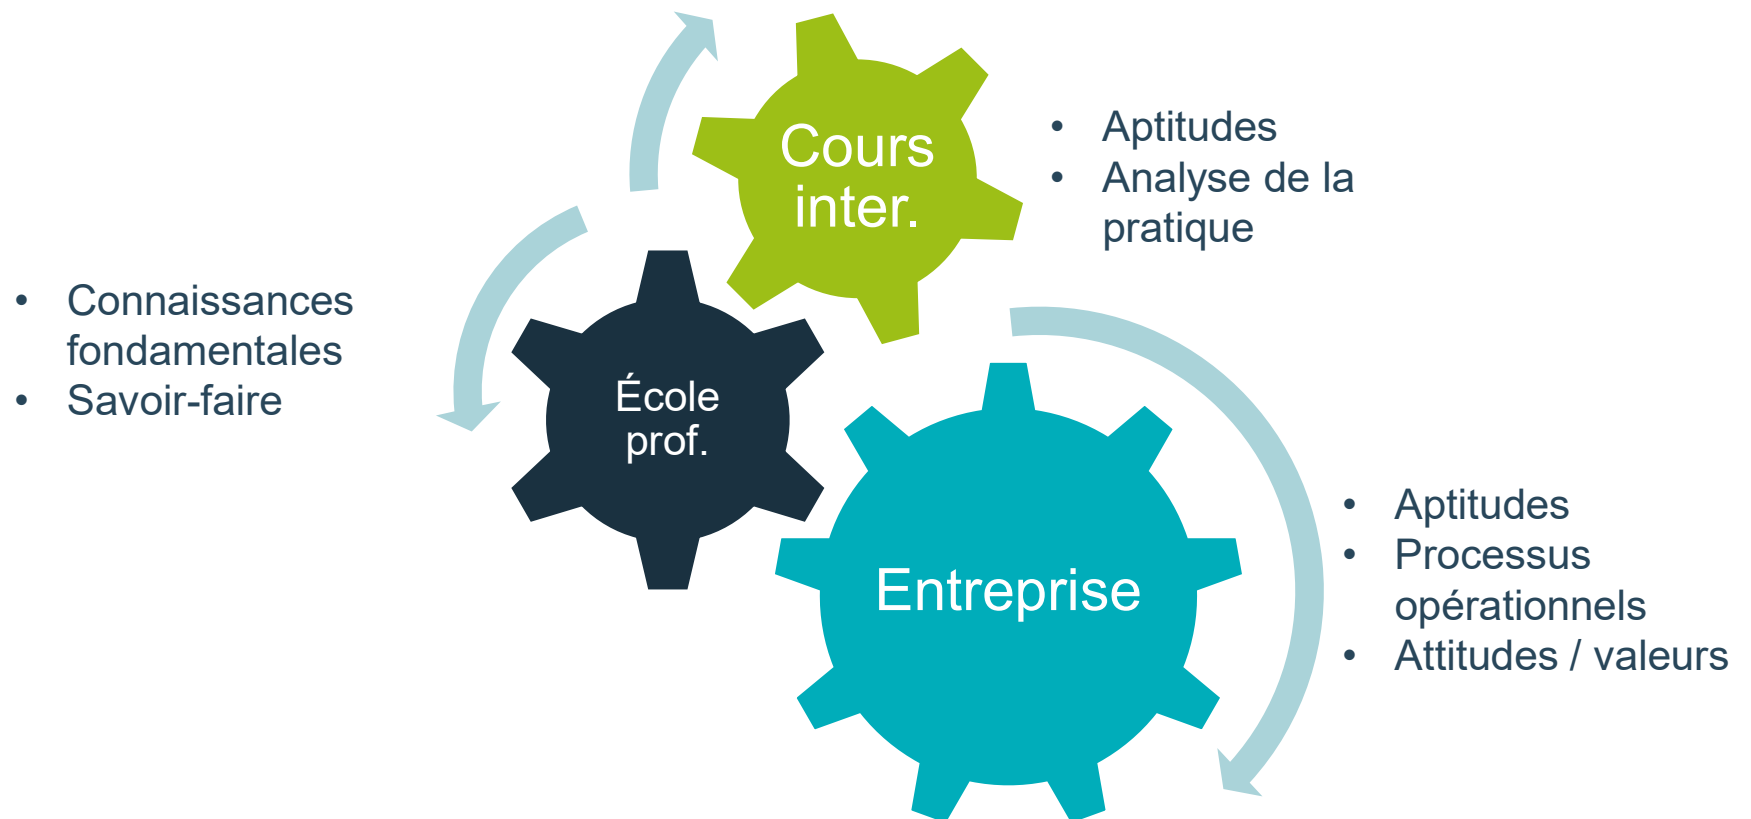 Cours
inter.
• Aptitudes
• Analyse de la
pratique
• Connaissances
fondamentales
• Savoir-faire
École
prof.
Entreprise
• Aptitudes
• Processus
opérationnels
• Attitudes / valeurs